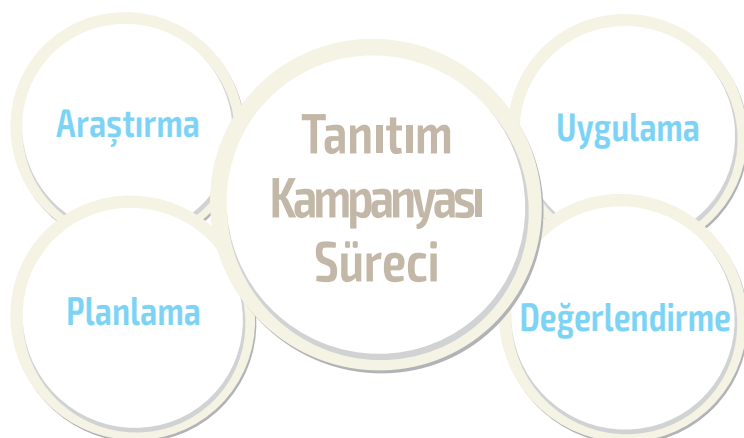 Araştırma
Planlama
Tanıtım
Kampanyası
Süreci
Uygulama
Değerlendirme